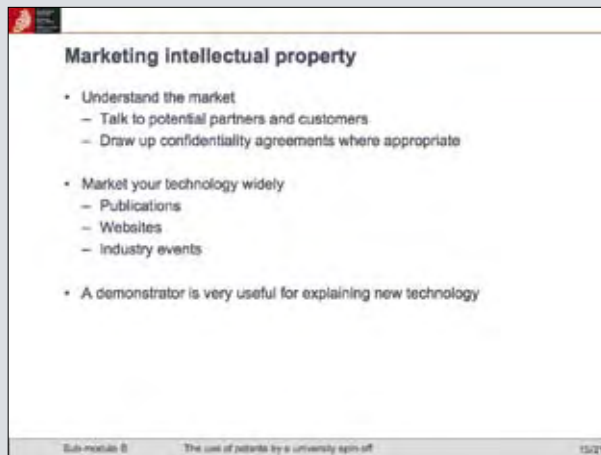 Marketing intellectual property
• Understand the market
– Talk to potential partners and customers
– Draw up confidentiality agreements where appropriate
• Market your technology widely
– Publications
– Websites
– Industry events
• A demonstrator is very useful for explaining new technology
Sub-module B The use of patents by a university spin-off